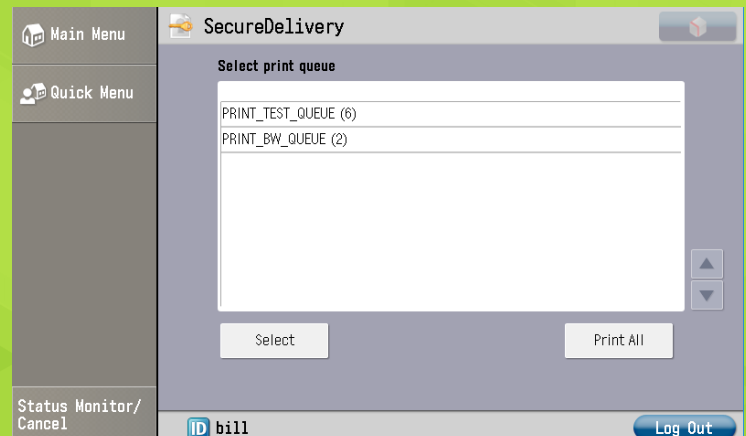 Main Menu
Quick Menu
Status Monitor/
Cancel
SecureDelivery
Select print queue
PRINT_TEST_QUEUE (6)
PRINT_BW_QUEUE (2)
Select
Print All
ID bill
Log Out